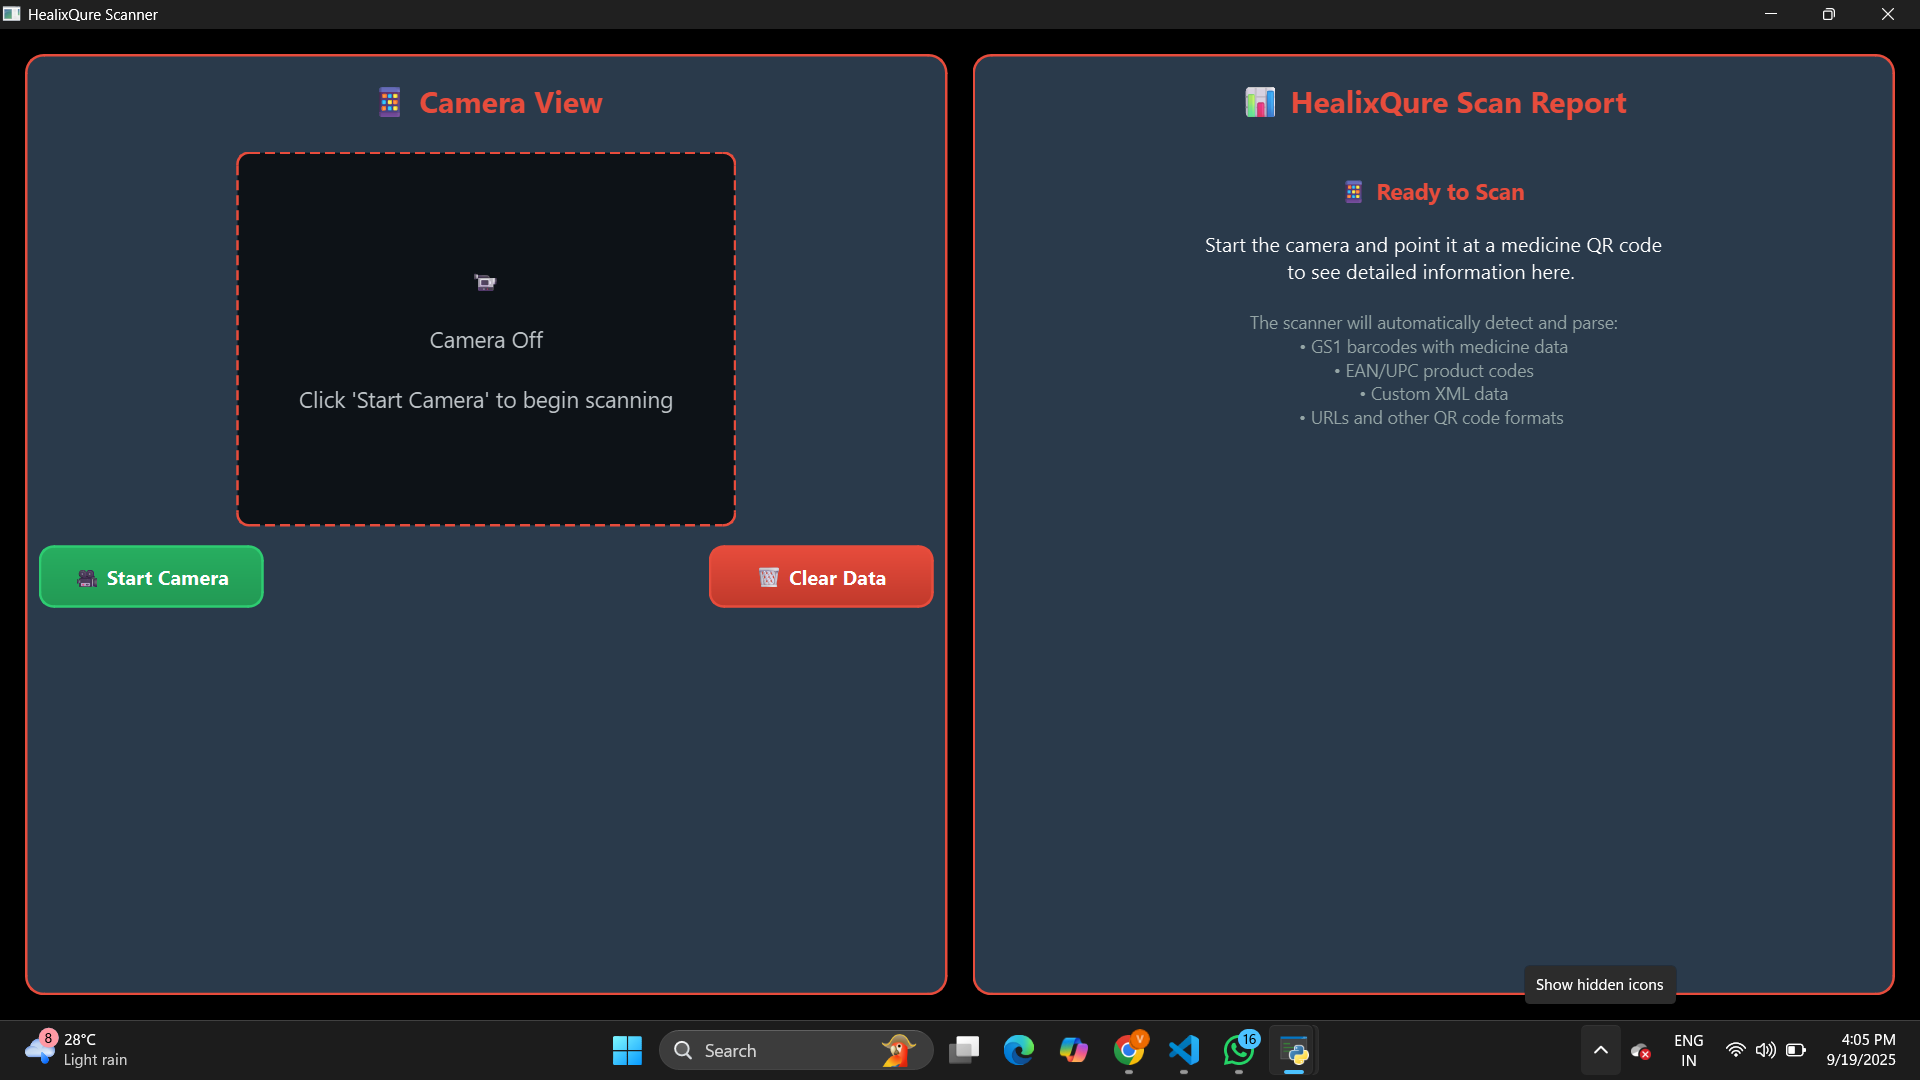 HealixQure Scanner
Camera View
Camera Off
Click 'Start Camera' to begin scanning
Start Camera
Clear Data
HealixQure Scan Report
Ready to Scan
Start the camera and point it at a medicine QR code
to see detailed information here.
The scanner will automatically detect and parse:
• GS1 barcodes with medicine data
• EAN/UPC product codes
• Custom XML data
• URLs and other QR code formats
Show hidden icons
8
28°C
Light rain
Search
V
16
ENG
IN
4:05 PM
9/19/2025